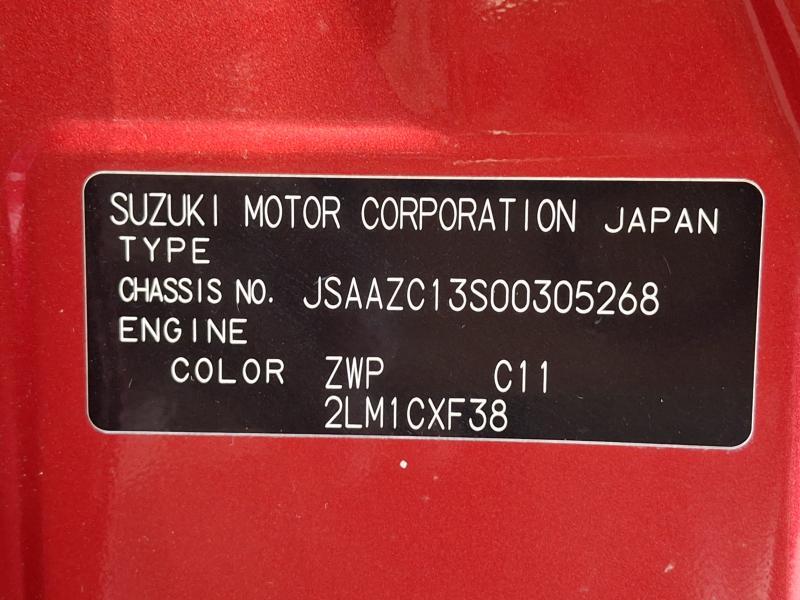 SUZUKI MOTOR CORPORATION JAPAN
TYPE
CHASSIS NO. JSAAZC13S00305268
ENGINE
COLOR ZWP C11
2LM1CXF38